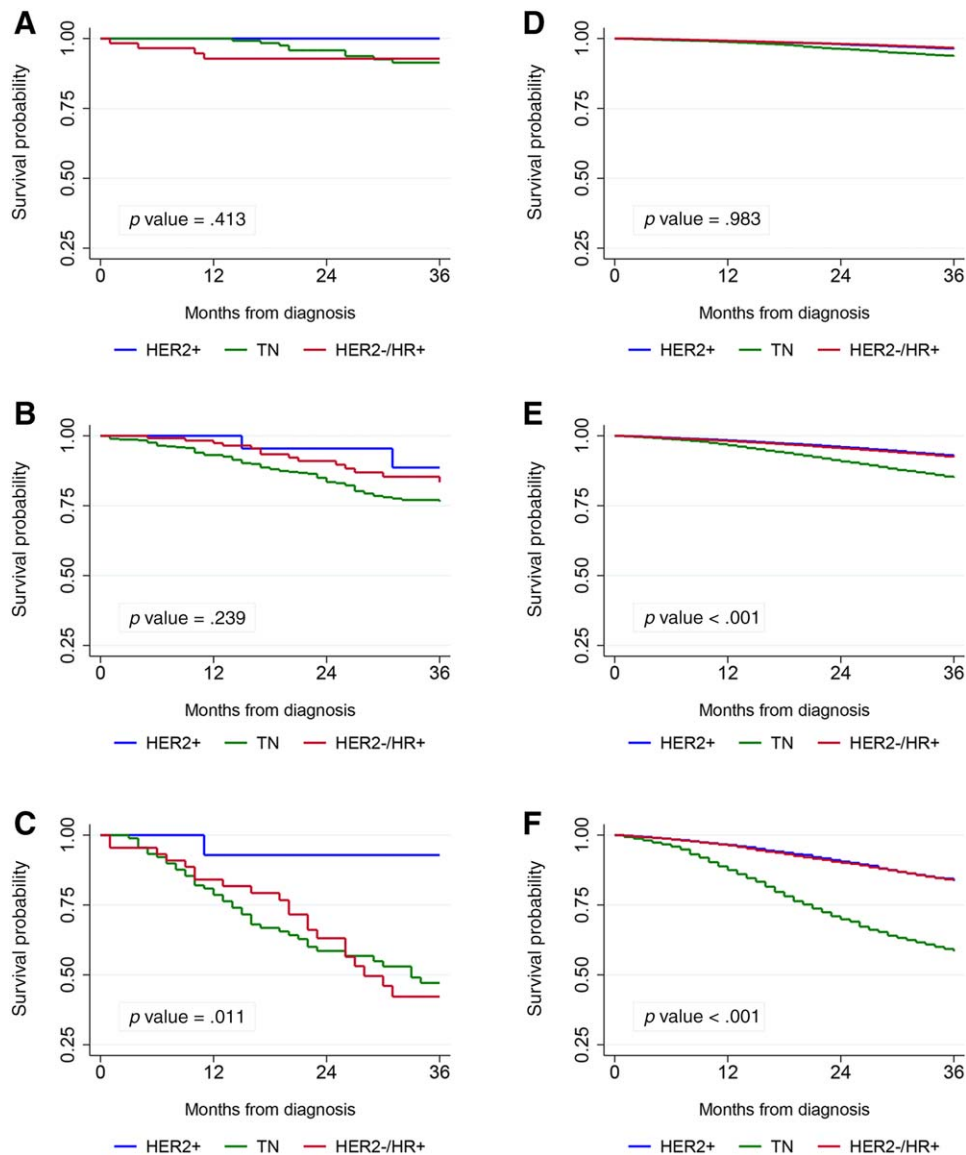 A
Survival probability
1.00
0.75
0.50
0.25
p value = .413
0 12 24 36
Months from diagnosis
HER2+ TN HER2-/HR+
D
Survival probability
1.00
0.75
0.50
0.25
p value = .983
0 12 24 36
Months from diagnosis
HER2+ TN HER2-/HR+
B
Survival probability
1.00
0.75
0.50
0.25
p value = .239
0 12 24 36
Months from diagnosis
HER2+ TN HER2-/HR+
E
Survival probability
1.00
0.75
0.50
0.25
p value < .001
0 12 24 36
Months from diagnosis
HER2+ TN HER2-/HR+
C
Survival probability
1.00
0.75
0.50
0.25
p value = .011
0 12 24 36
Months from diagnosis
HER2+ TN HER2-/HR+
F
Survival probability
1.00
0.75
0.50
0.25
p value < .001
0 12 24 36
Months from diagnosis
HER2+ TN HER2-/HR+